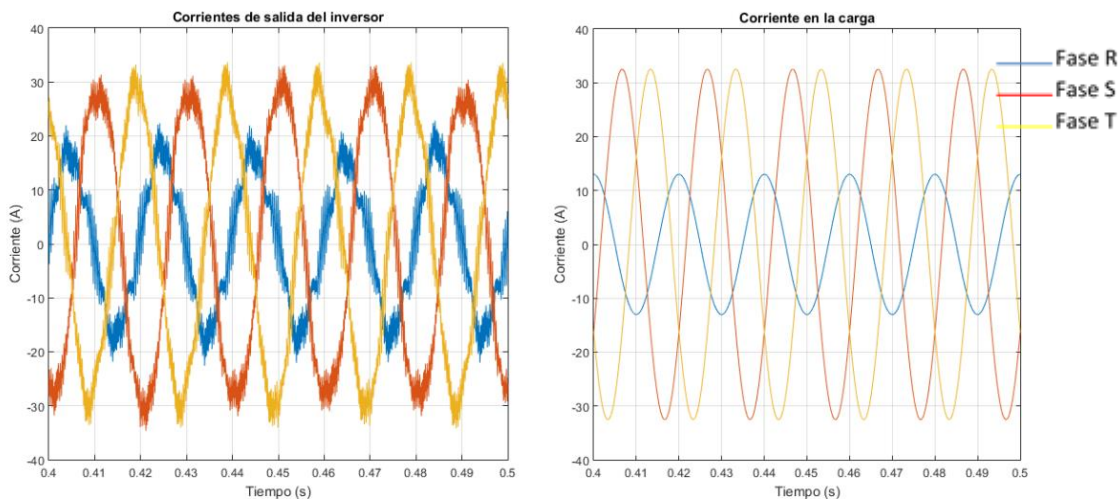 Corrientes de salida del inversor
40
30
20
10
0
-10
-20
-30
-40
Corriente (A)
0.4 0.41 0.42 0.43 0.44 0.45 0.46 0.47 0.48 0.49 0.5
Tiempo (s)
Corriente en la carga
40
30
20
10
0
-10
-20
-30
-40
Corriente (A)
0.4 0.41 0.42 0.43 0.44 0.45 0.46 0.47 0.48 0.49 0.5
Tiempo (s)
Fase R
Fase S
Fase T